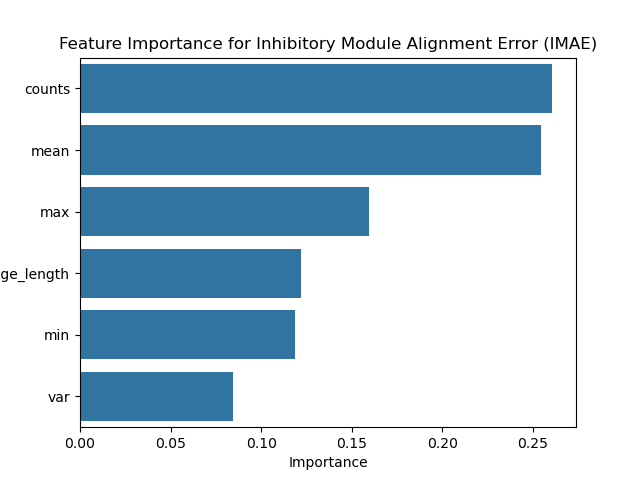 Feature Importance for Inhibitory Module Alignment Error (IMAE)
counts
mean
max
ge_length
min
var
0.00 0.05 0.10 0.15 0.20 0.25
Importance